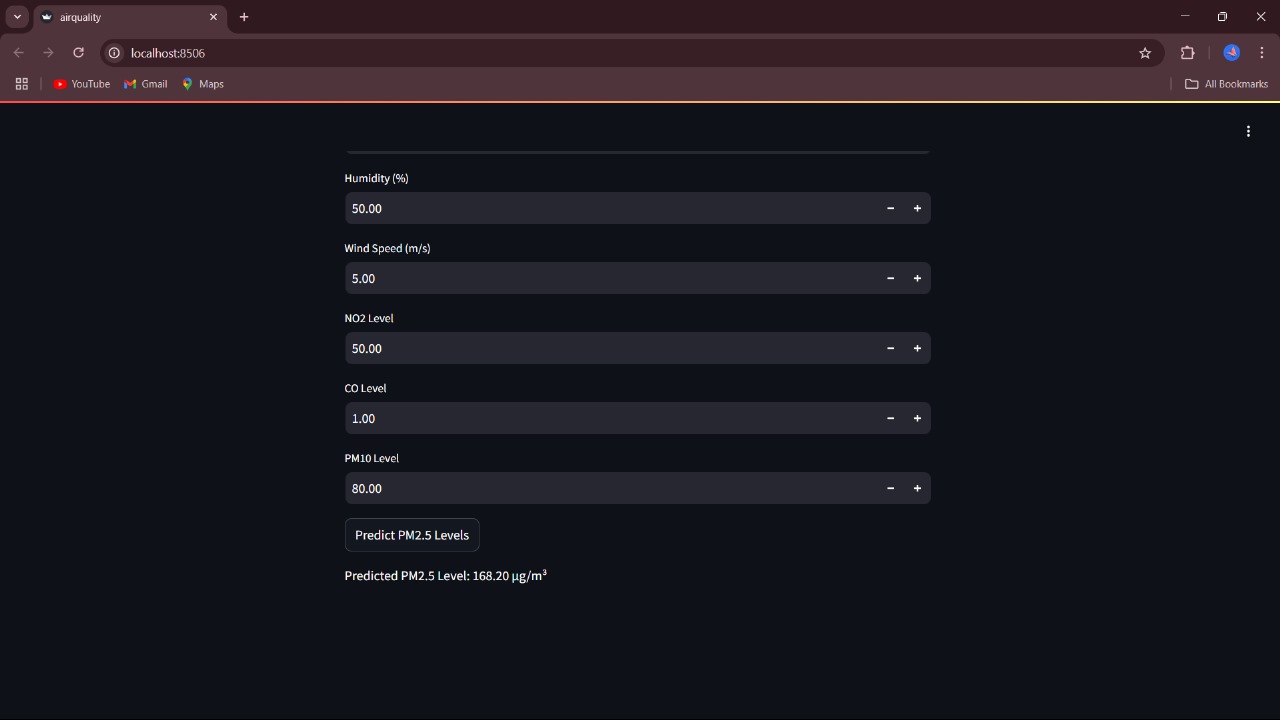 airquality
localhost:8506
YouTube
Gmail
Maps
All Bookmarks
Humidity (%)
50.00
Wind Speed (m/s)
5.00
NO2 Level
50.00
CO Level
1.00
PM10 Level
80.00
Predict PM2.5 Levels
Predicted PM2.5 Level: 168.20 µg/m³